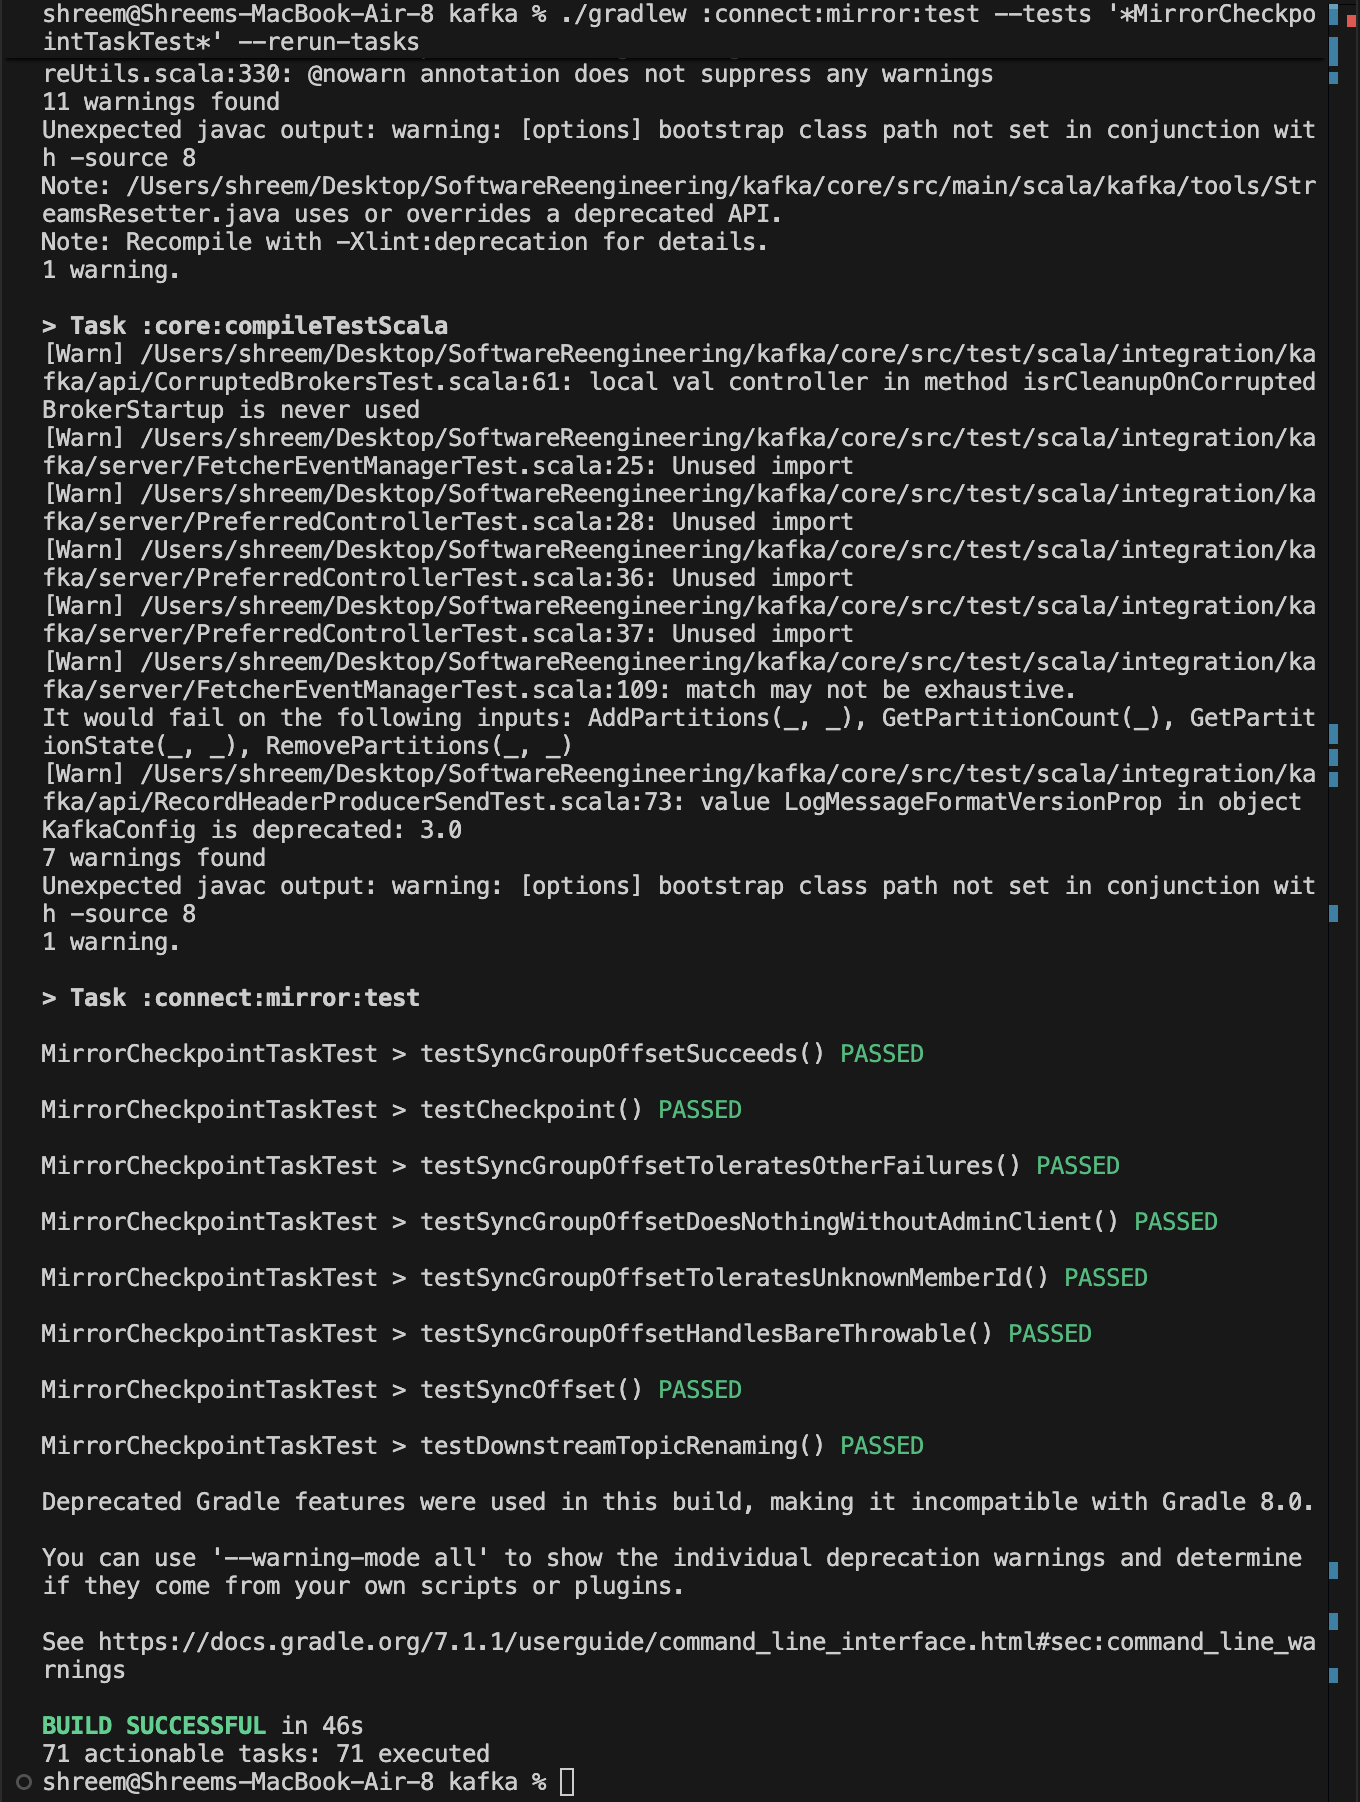 shreem@Shreems-MacBook-Air-8 kafka % ./gradlew :connect:mirror:test --tests '*MirrorCheckpo
intTaskTest*' --rerun-tasks
reUtils.scala:330: @nowarn annotation does not suppress any warnings
11 warnings found
Unexpected javac output: warning: [options] bootstrap class path not set in conjunction wit
h -source 8
Note: /Users/shreem/Desktop/SoftwareReengineering/kafka/core/src/main/scala/kafka/tools/Str
eamsResetter.java uses or overrides a deprecated API.
Note: Recompile with -Xlint:deprecation for details.
1 warning.
> Task :core:compileTestScala
[Warn] /Users/shreem/Desktop/SoftwareReengineering/kafka/core/src/test/scala/integration/ka
fka/api/CorruptedBrokersTest.scala:61: local val controller in method isrCleanupOnCorrupted
BrokerStartup is never used
[Warn] /Users/shreem/Desktop/SoftwareReengineering/kafka/core/src/test/scala/integration/ka
fka/server/FetcherEventManagerTest.scala:25: Unused import
[Warn] /Users/shreem/Desktop/SoftwareReengineering/kafka/core/src/test/scala/integration/ka
fka/server/PreferredControllerTest.scala:28: Unused import
[Warn] /Users/shreem/Desktop/SoftwareReengineering/kafka/core/src/test/scala/integration/ka
fka/server/PreferredControllerTest.scala:36: Unused import
[Warn] /Users/shreem/Desktop/SoftwareReengineering/kafka/core/src/test/scala/integration/ka
fka/server/PreferredControllerTest.scala:37: Unused import
[Warn] /Users/shreem/Desktop/SoftwareReengineering/kafka/core/src/test/scala/integration/ka
fka/server/FetcherEventManagerTest.scala:109: match may not be exhaustive.
It would fail on the following inputs: AddPartitions(_, _), GetPartitionCount(_), GetPartit
ionState(_, _), RemovePartitions(_, _)
[Warn] /Users/shreem/Desktop/SoftwareReengineering/kafka/core/src/test/scala/integration/ka
fka/api/RecordHeaderProducerSendTest.scala:73: value LogMessageFormatVersionProp in object
KafkaConfig is deprecated: 3.0
7 warnings found
Unexpected javac output: warning: [options] bootstrap class path not set in conjunction wit
h -source 8
1 warning.
> Task :connect:mirror:test
MirrorCheckpointTaskTest > testSyncGroupOffsetSucceeds() PASSED
MirrorCheckpointTaskTest > testCheckpoint() PASSED
MirrorCheckpointTaskTest > testSyncGroupOffsetToleratesOtherFailures() PASSED
MirrorCheckpointTaskTest > testSyncGroupOffsetDoesNothingWithoutAdminClient() PASSED
MirrorCheckpointTaskTest > testSyncGroupOffsetToleratesUnknownMemberId() PASSED
MirrorCheckpointTaskTest > testSyncGroupOffsetHandlesBareThrowable() PASSED
MirrorCheckpointTaskTest > testSyncOffset() PASSED
MirrorCheckpointTaskTest > testDownstreamTopicRenaming() PASSED
Deprecated Gradle features were used in this build, making it incompatible with Gradle 8.0.
You can use '--warning-mode all' to show the individual deprecation warnings and determine
if they come from your own scripts or plugins.
See https://docs.gradle.org/7.1.1/userguide/command_line_interface.html#sec:command_line_wa
rnings
BUILD SUCCESSFUL in 46s
71 actionable tasks: 71 executed
shreem@Shreems-MacBook-Air-8 kafka %